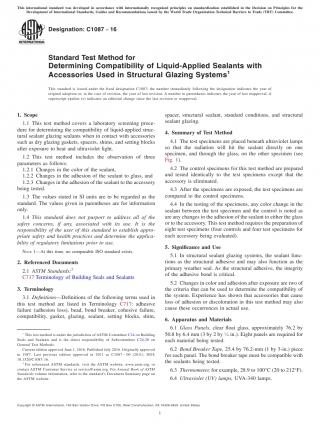 This international standard was developed in accordance with internationally recognized principles on standardization established in the Decision on Principles for the
Development of International Standards, Guides and Recommendations issued by the World Trade Organization Technical Barriers to Trade (TBT) Committee.
Designation: C1087 − 16
Standard Test Method for
Determining Compatibility of Liquid-Applied Sealants with
Accessories Used in Structural Glazing Systems¹
This standard is issued under the fixed designation C1087; the number immediately following the designation indicates the year of
original adoption or, in the case of revision, the year of last revision. A number in parentheses indicates the year of last reapproval. A
superscript epsilon (ε) indicates an editorial change since the last revision or reapproval.
1. Scope
1.1 This test method covers a laboratory screening proce-
dure for determining the compatibility of liquid-applied struc-
tural sealant glazing sealants when in contact with accessories
such as dry glazing gaskets, spacers, shims, and setting blocks
after exposure to heat and ultraviolet light.
1.2 This test method includes the observation of three
parameters as follows:
1.2.1 Changes in the color of the sealant,
1.2.2 Changes in the adhesion of the sealant to glass, and
1.2.3 Changes in the adhesion of the sealant to the accessory
being tested.
1.3 The values stated in SI units are to be regarded as the
standard. The values given in parentheses are for information
only.
1.4 This standard does not purport to address all of the
safety concerns, if any, associated with its use. It is the
responsibility of the user of this standard to establish appro-
priate safety and health practices and determine the applica-
bility of regulatory limitations prior to use.
NOTE 1—At this time, no comparable ISO standard exists.
2. Referenced Documents
2.1 ASTM Standards:²
C717 Terminology of Building Seals and Sealants
3. Terminology
3.1 Definitions—Definitions of the following terms used in
this test method are listed in Terminology C717: adhesive
failure (adhesion loss), bead, bond breaker, cohesive failure,
compatibility, gasket, glazing, sealant, setting blocks, shim,
spacer, structural sealant, standard conditions, and structural
sealant glazing.
4. Summary of Test Method
4.1 The test specimens are placed beneath ultraviolet lamps
so that the radiation will hit the sealant directly on one
specimen, and through the glass, on the other specimen (see
Fig. 1).
4.2 The control specimens for this test method are prepared
and tested identically to the test specimens except that the
accessory is eliminated.
4.3 After the specimens are exposed, the test specimens are
compared to the control specimens.
4.4 In the testing of the specimens, any color change in the
sealant between the test specimen and the control is noted as
are any changes to the adhesion of the sealant to either the glass
or to the accessory. This test method requires the preparation of
eight test specimens (four controls and four test specimens for
each accessory being evaluated).
5. Significance and Use
5.1 In structural sealant glazing systems, the sealant func-
tions as the structural adhesive and may also function as the
primary weather seal. As the structural adhesive, the integrity
of the adhesive bond is critical.
5.2 Changes in color and adhesion after exposure are two of
the criteria that can be used to determine the compatibility of
the system. Experience has shown that accessories that cause
loss of adhesion or discoloration in this test method may also
cause these occurrences in actual use.
6. Apparatus and Materials
6.1 Glass Panels, clear float glass, approximately 76.2 by
50.8 by 6.4 mm (3 by 2 by ¼ in.). Eight panels are required for
each material being tested.
6.2 Bond Breaker Tape, 25.4 by 76.2-mm (1 by 3-in.) piece
for each panel. The bond breaker tape must be compatible with
the sealants being tested.
6.3 Thermometer, for example, 28.9 to 100°C (20 to 212°F).
6.4 Ultraviolet (UV) lamps, UVA-340 lamps.
¹ This test method is under the jurisdiction of ASTM Committee C24 on Building
Seals and Sealants and is the direct responsibility of Subcommittee C24.20 on
General Test Methods.
Current edition approved June 1, 2016. Published July 2016. Originally approved
in 1987. Last previous edition approved in 2011 as C1087– 00 (2011). DOI:
10.1520/C1087-16.
² For referenced ASTM standards, visit the ASTM website, www.astm.org, or
contact ASTM Customer Service at service@astm.org. For Annual Book of ASTM
Standards volume information, refer to the standard's Document Summary page on
the ASTM website.
Copyright © ASTM International, 100 Barr Harbor Drive, PO Box C700, West Conshohocken, PA 19428-2959. United States
1